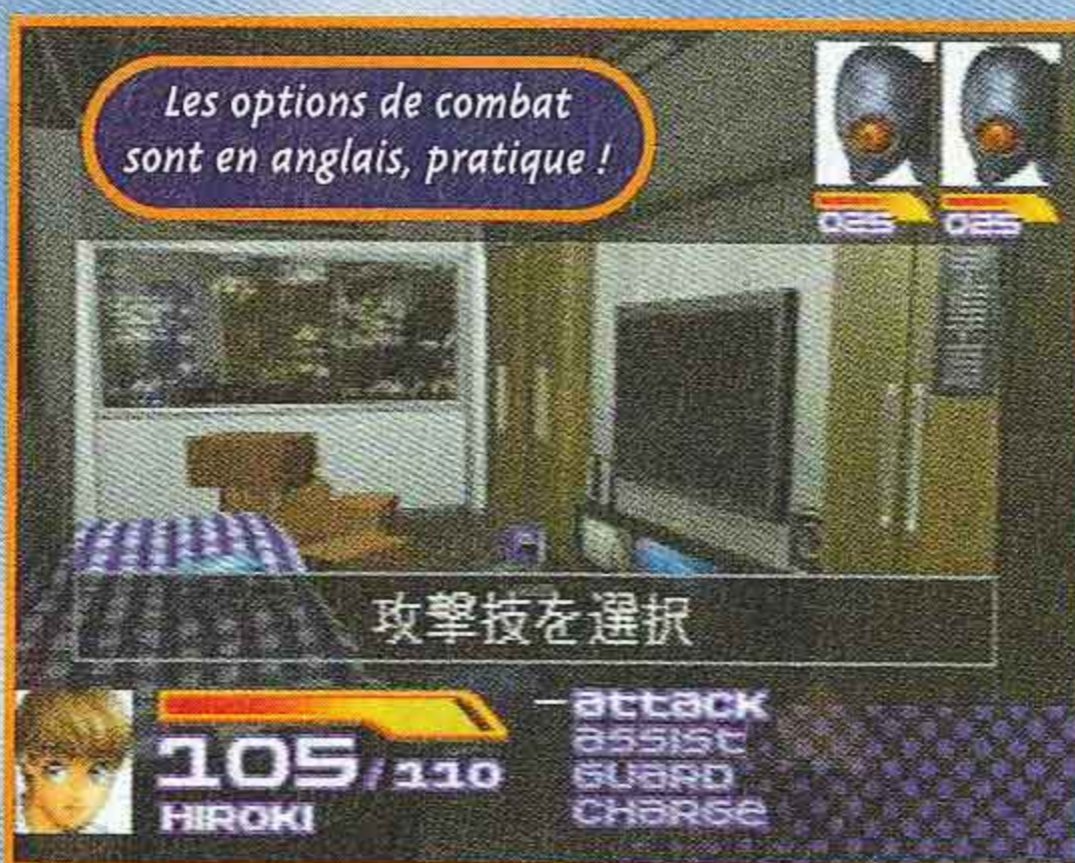 Les options de combat
sont en anglais, pratique !
025 025
攻撃技を選択
105/110
HIROKI
attack
assist
GUARD
CHARGE